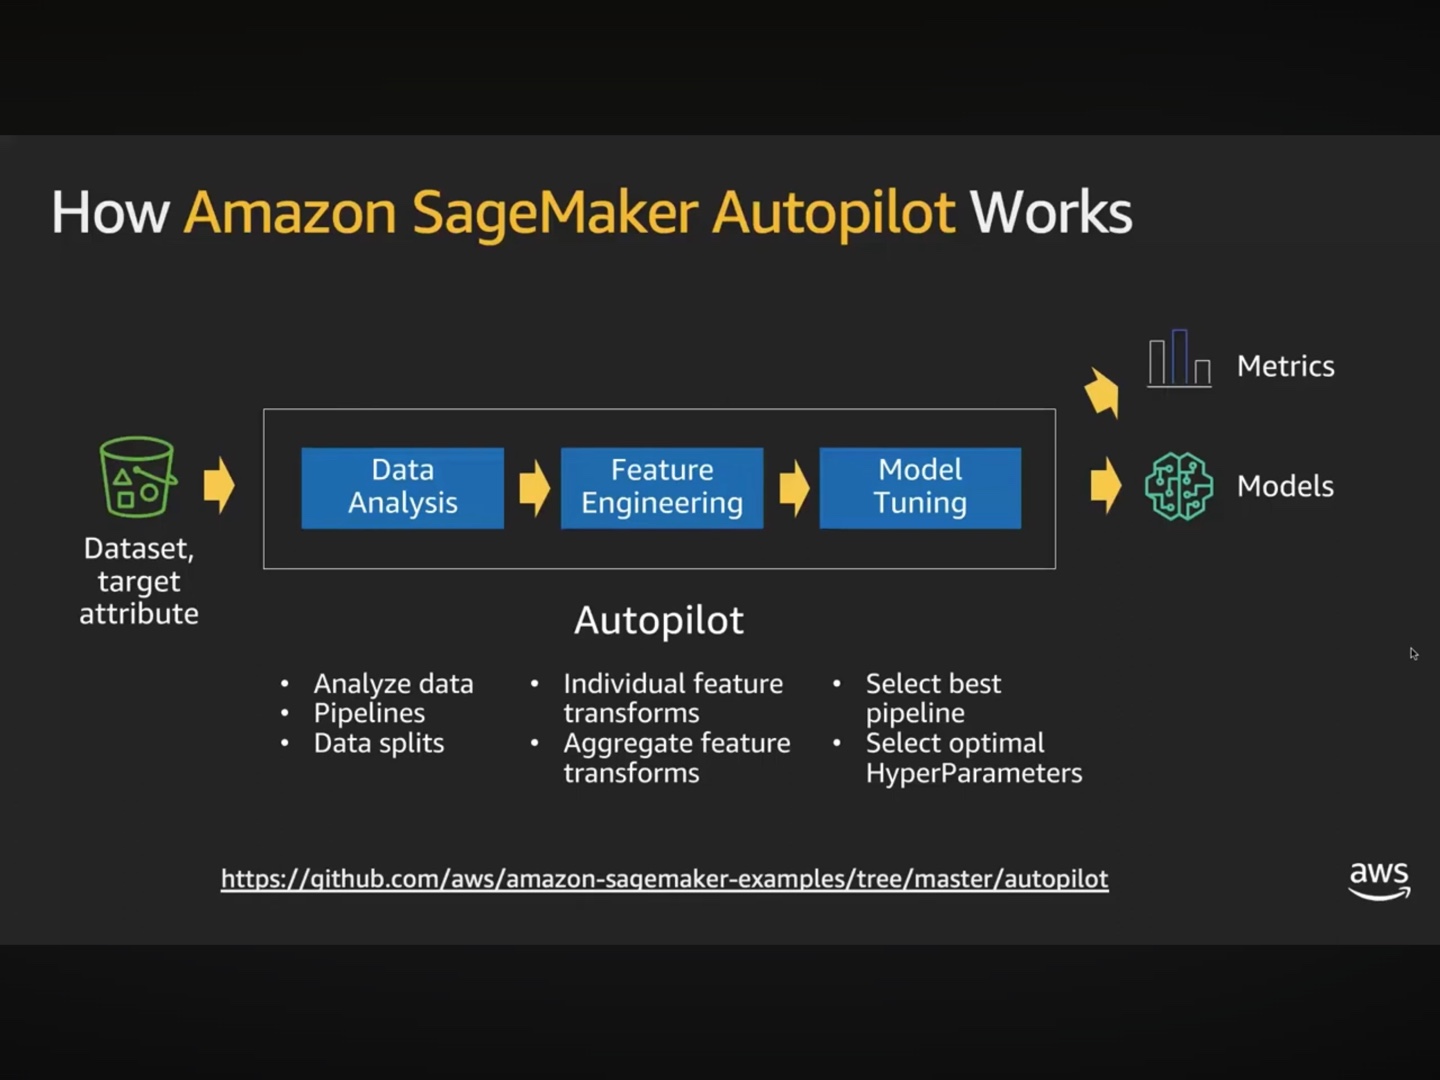 How Amazon SageMaker Autopilot Works
Metrics
Models
Data
Analysis
Feature
Engineering
Model
Tuning
Dataset,
target
attribute
Autopilot
• Analyze data
• Pipelines
• Data splits
• Individual feature
transforms
• Aggregate feature
transforms
• Select best
pipeline
• Select optimal
HyperParameters
https://github.com/aws/amazon-sagemaker-examples/tree/master/autopilot
aws